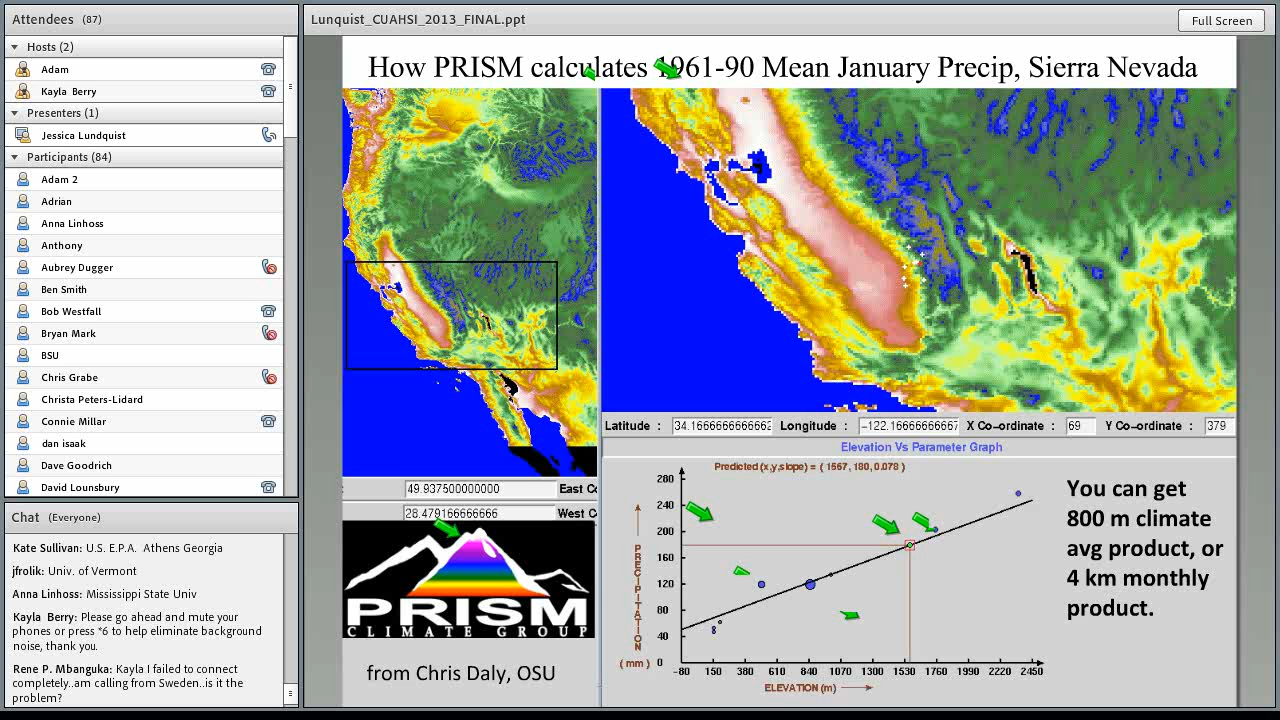 Attendees (87)
Hosts (2)
Adam
Kayla Berry
Presenters (1)
Jessica Lundquist
Participants (84)
Adam 2
Adrian
Anna Linhoss
Anthony
Aubrey Dugger
Ben Smith
Bob Westfall
Bryan Mark
BSU
Chris Grabe
Christa Peters-Lidard
Connie Millar
dan isaak
Dave Goodrich
David Lounsbury
Chat (Everyone)
Kate Sullivan: U.S. E.P.A. Athens Georgia
jfrolik: Univ. of Vermont
Anna Linhoss: Mississippi State Univ
Kayla Berry: Please go ahead and mute your
phones or press *6 to help eliminate background
noise, thank you.
Rene P. Mbanguka: Kayla I failed to connect
completely..am calling from Sweden..is it the
problem?
Lunquist_CUAHSI_2013_FINAL.ppt
Full Screen
How PRISM calculates 1961-90 Mean January Precip, Sierra Nevada
49.937500000000 East Co
28.479166666666 West Co
PRISM
CLIMATE GROUP
from Chris Daly, OSU
Latitude : 34.166666666666 Longitude : -122.16666666667 X Co-ordinate : 69 Y Co-ordinate : 379
Elevation Vs Parameter Graph
Predicted (x,y,slope) = ( 1567, 180, 0.078 )
280
240
200
160
120
80
40
0
PRECIPITATION
( mm )
-80 150 380 610 840 1070 1300 1530 1760 1990 2220 2450
ELEVATION (m)
You can get
800 m climate
avg product, or
4 km monthly
product.